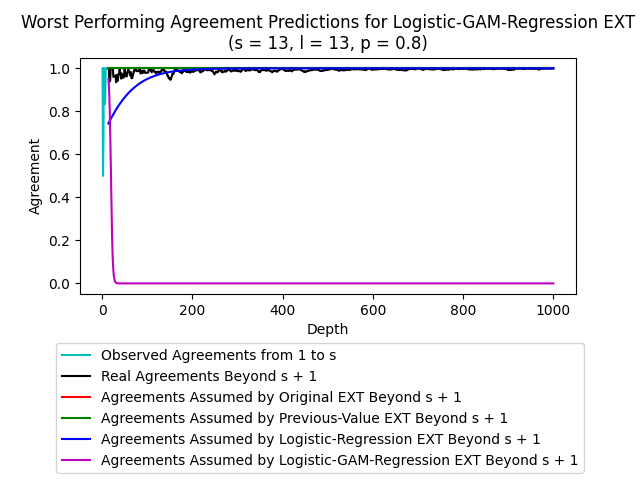 Worst Performing Agreement Predictions for Logistic-GAM-Regression EXT
(s = 13, l = 13, p = 0.8)
1.0
0.8
0.6
0.4
0.2
0.0
Agreement
0 200 400 600 800 1000
Depth
Observed Agreements from 1 to s
Real Agreements Beyond s + 1
Agreements Assumed by Original EXT Beyond s + 1
Agreements Assumed by Previous-Value EXT Beyond s + 1
Agreements Assumed by Logistic-Regression EXT Beyond s + 1
Agreements Assumed by Logistic-GAM-Regression EXT Beyond s + 1